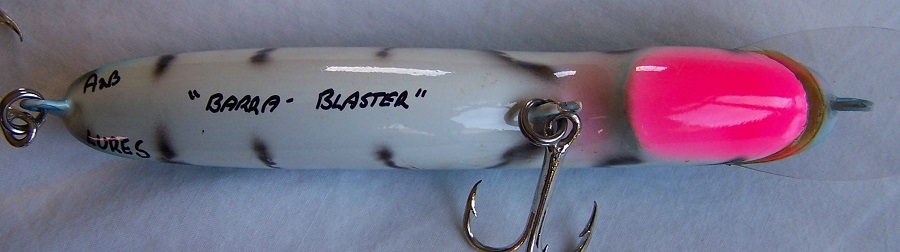 AnB
LURES
"BARRA- BLASTER"